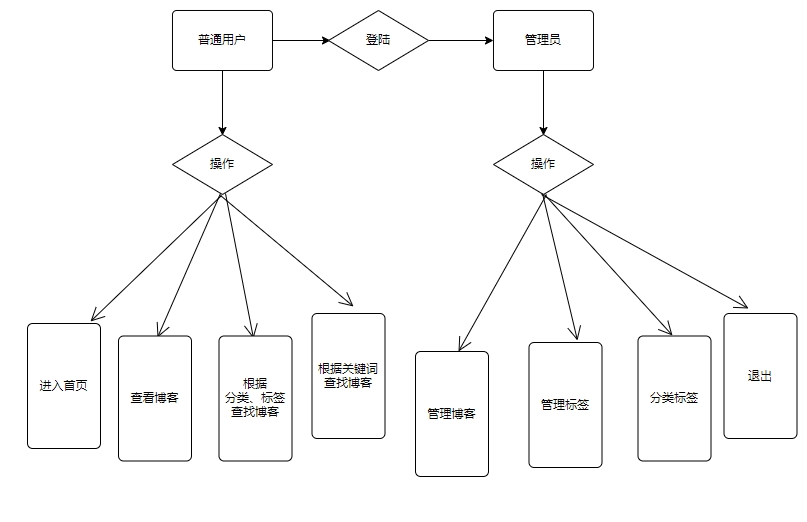 普通用户
登陆
管理员
操作
操作
进入首页
查看博客
根据
分类、标签
查找博客
根据关键词
查找博客
管理博客
管理标签
分类标签
退出